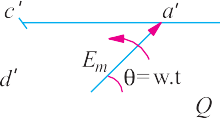 c' a'
E_m
d' θ=w.t
Q